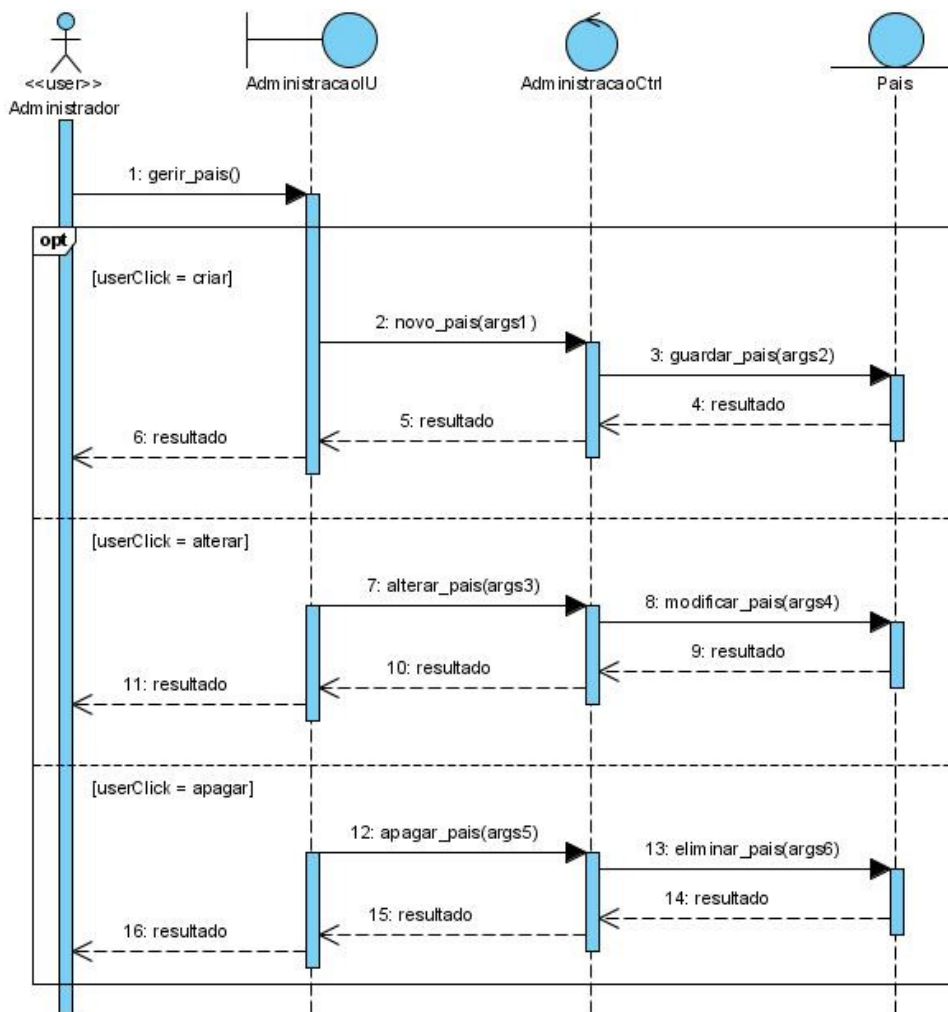 <<user>>
Administrador
AdministracaoIU
AdministracaoCtrl
Pais
1: gerir_pais()
opt
[userClick = criar]
2: novo_pais(args1)
3: guardar_pais(args2)
4: resultado
5: resultado
6: resultado
[userClick = alterar]
7: alterar_pais(args3)
8: modificar_pais(args4)
9: resultado
10: resultado
11: resultado
[userClick = apagar]
12: apagar_pais(args5)
13: eliminar_pais(args6)
14: resultado
15: resultado
16: resultado